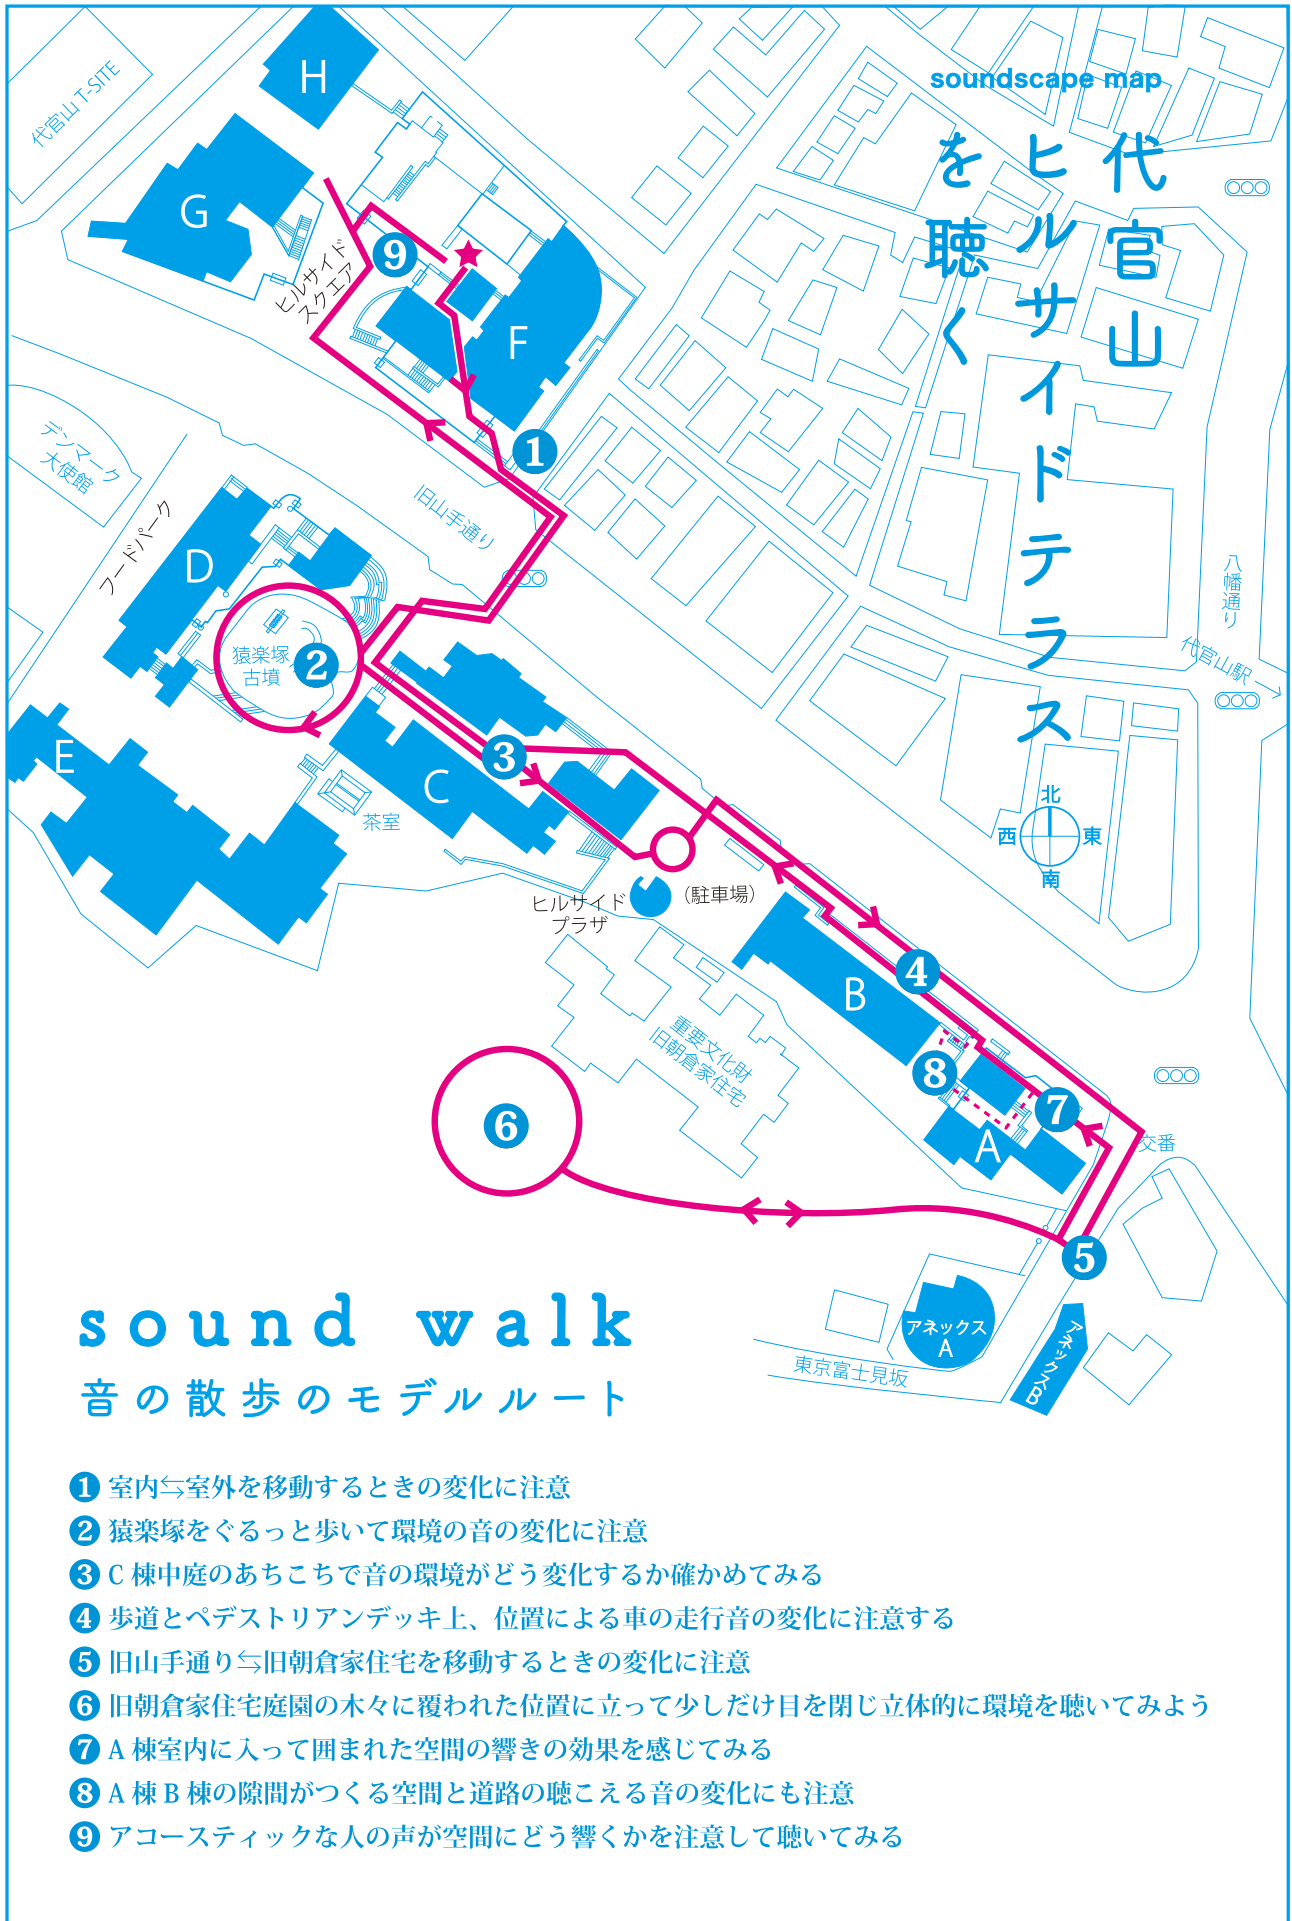 soundscape map
代官山
ヒルサイドテラス
を聴く
代官山 T-SITE
H
G
ヒルサイド
スクエア
9
F
1
デンマーク
大使館
旧山手通り
フードパーク
D
猿楽塚
古墳
2
八幡通り
代官山駅
E
3
C
茶室
北
西
東
南
ヒルサイド
プラザ
(駐車場)
4
B
重要文化財
旧朝倉家住宅
8
7
6
A
交番
5
アネックス
A
アネックスB
東京富士見坂
sound walk
音の散歩のモデルルート
1 室内⇆室外を移動するときの変化に注意
2 猿楽塚をぐるっと歩いて環境の音の変化に注意
3 C 棟中庭のあちこちで音の環境がどう変化するか確かめてみる
4 歩道とペデストリアンデッキ上、位置による車の走行音の変化に注意する
5 旧山手通り⇆旧朝倉家住宅を移動するときの変化に注意
6 旧朝倉家住宅庭園の木々に覆われた位置に立って少しだけ目を閉じ立体的に環境を聴いてみよう
7 A 棟室内に入って囲まれた空間の響きの効果を感じてみる
8 A 棟 B 棟の隙間がつくる空間と道路の聴こえる音の変化にも注意
9 アコースティックな人の声が空間にどう響くかを注意して聴いてみる